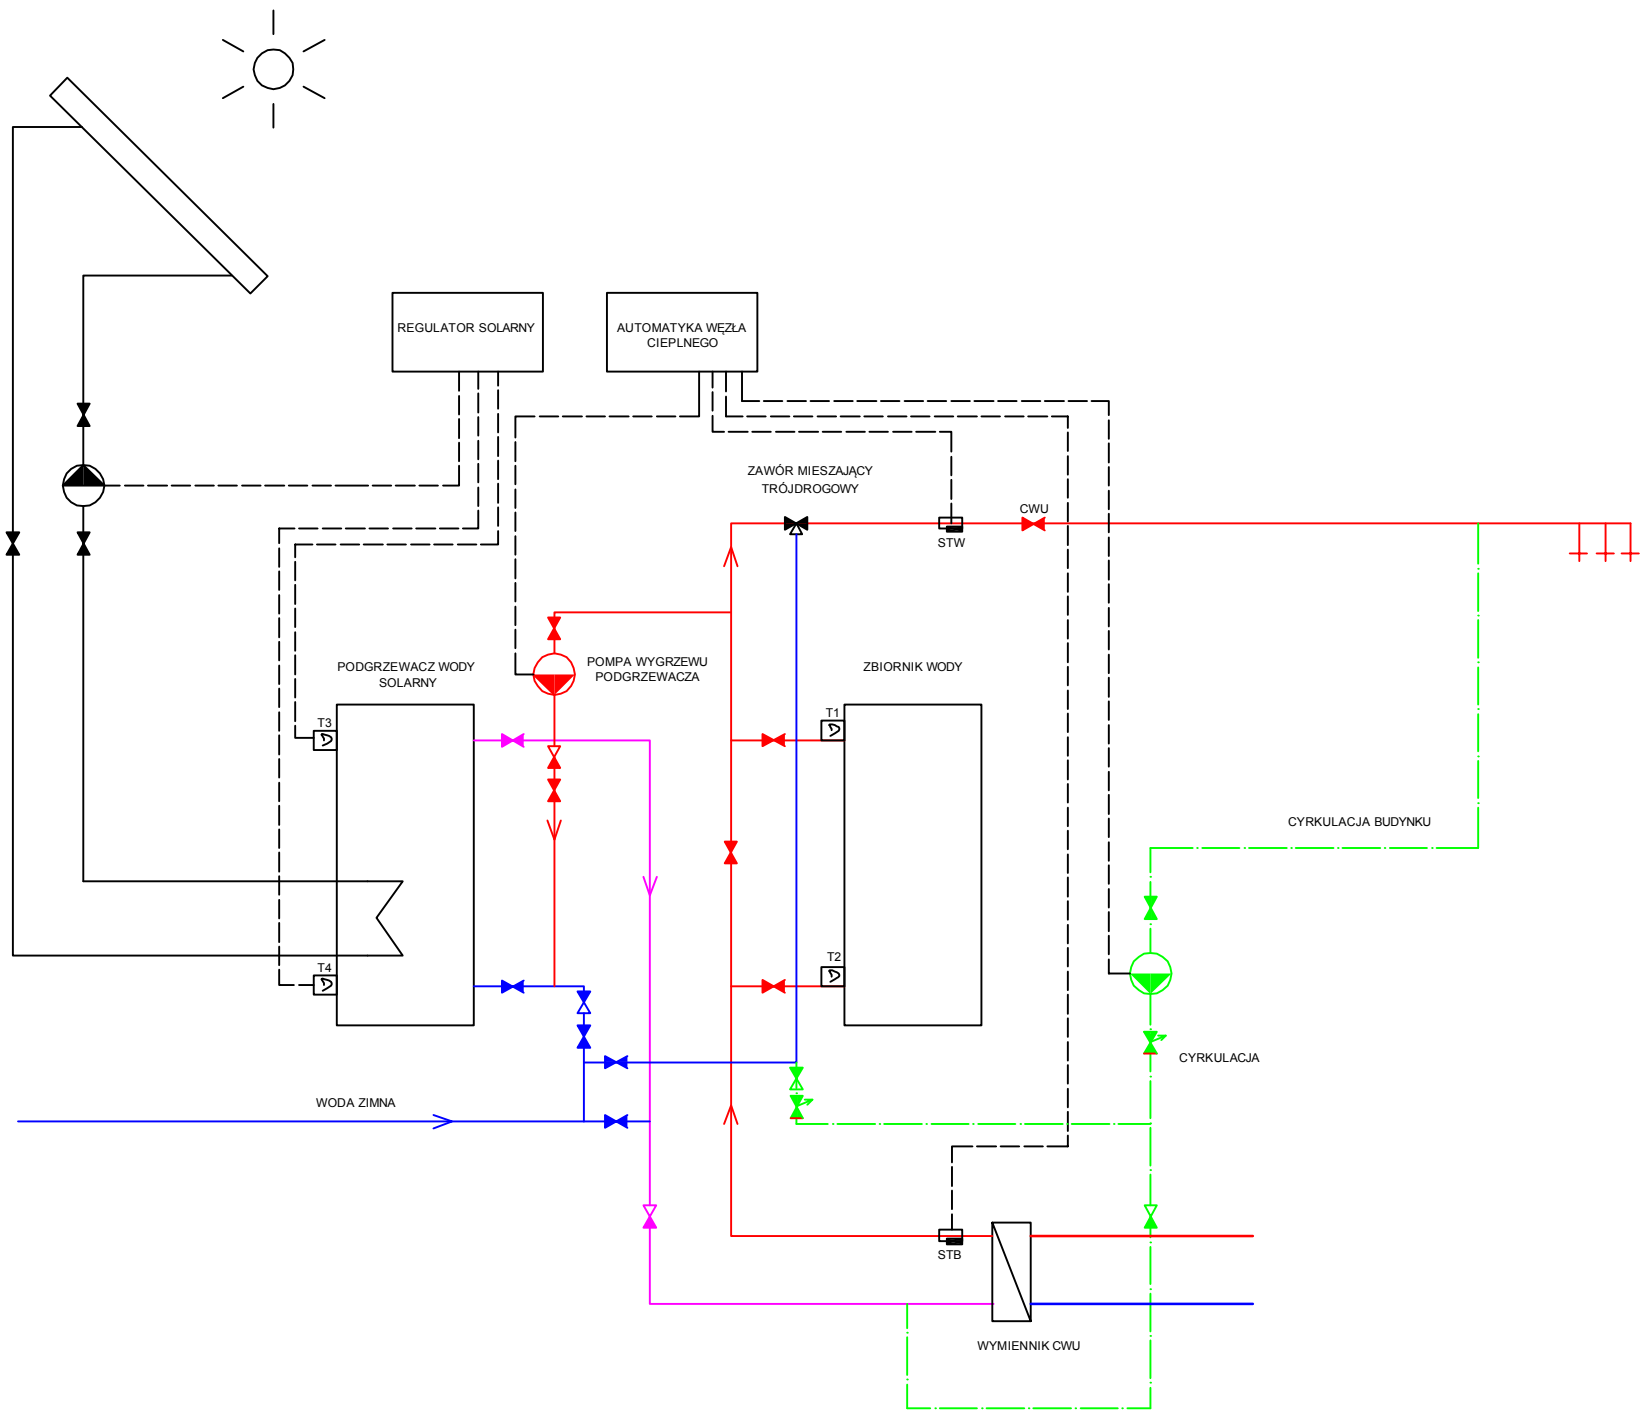 REGULATOR SOLARNY
AUTOMATYKA WĘZŁA
CIEPLNEGO
ZAWÓR MIESZAJĄCY
TRÓJDROGOWY
CWU
STW
PODGRZEWACZ WODY
SOLARNY
POMPA WYGRZEWU
PODGRZEWACZA
ZBIORNIK WODY
T3
T1
CYRKULACJA BUDYNKU
T4
T2
CYRKULACJA
WODA ZIMNA
STB
WYMIENNIK CWU